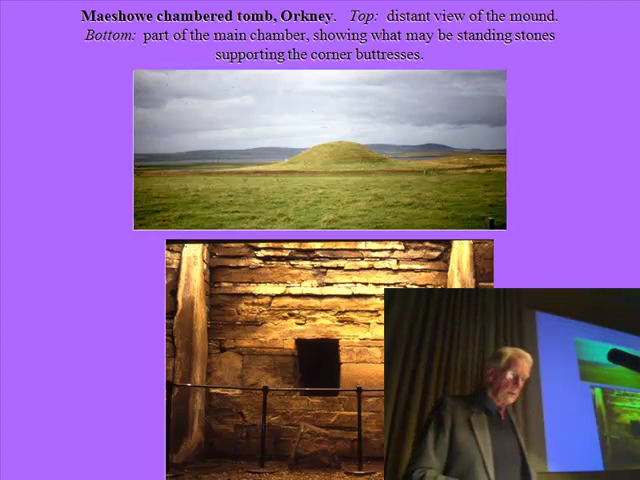 Maeshowe chambered tomb, Orkney. Top: distant view of the mound.
Bottom: part of the main chamber, showing what may be standing stones
supporting the corner buttresses.